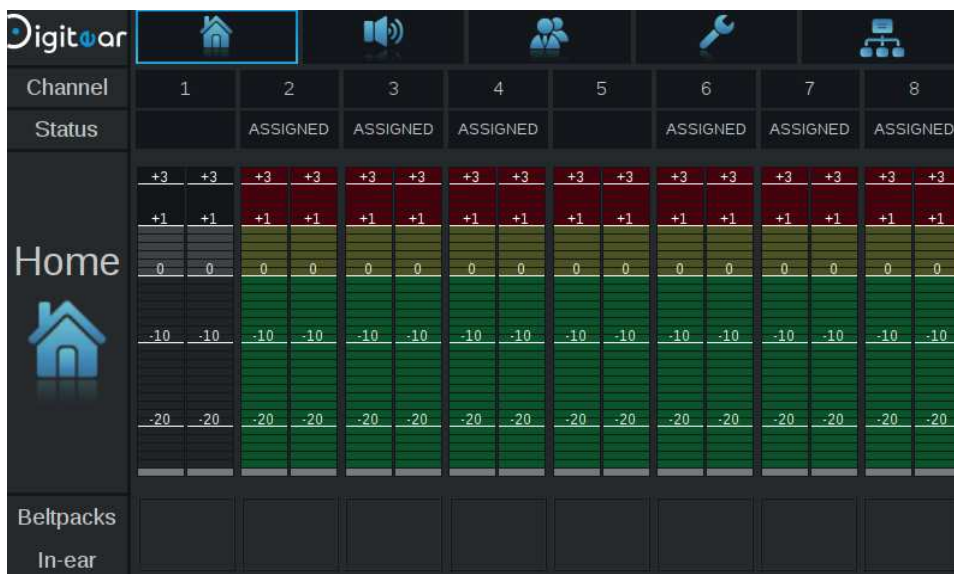 Digitear
Channel 1 2 3 4 5 6 7 8
Status ASSIGNED ASSIGNED ASSIGNED ASSIGNED ASSIGNED ASSIGNED
+3 +3 +3 +3 +3 +3 +3 +3 +3 +3 +3 +3 +3 +3 +3 +3
+1 +1 +1 +1 +1 +1 +1 +1 +1 +1 +1 +1 +1 +1 +1 +1
Home
0 0 0 0 0 0 0 0 0 0 0 0 0 0 0 0
-10 -10 -10 -10 -10 -10 -10 -10 -10 -10 -10 -10 -10 -10 -10 -10
-20 -20 -20 -20 -20 -20 -20 -20 -20 -20 -20 -20 -20 -20 -20 -20
Beltpacks
In-ear